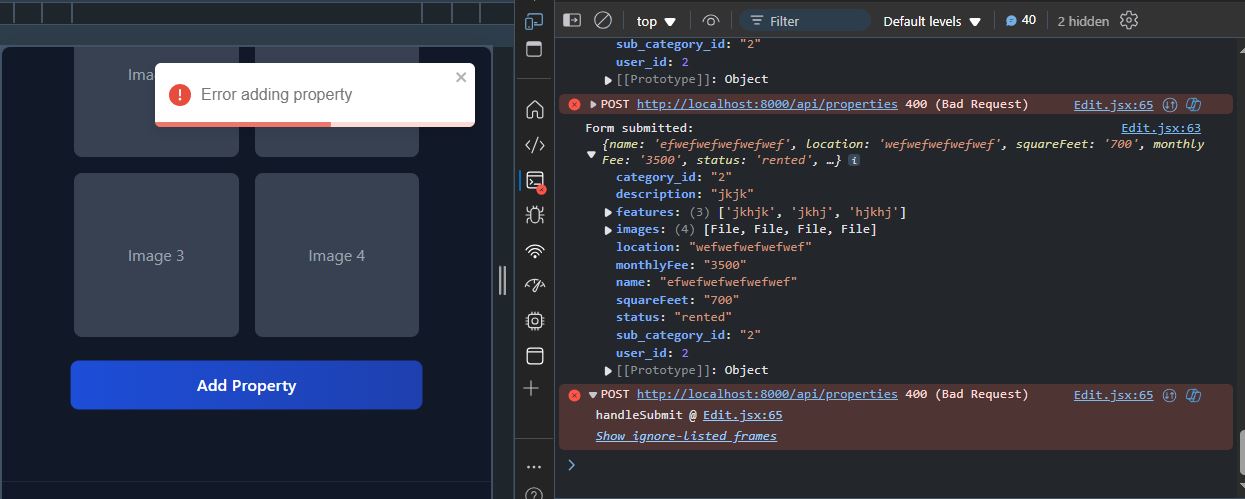 top
Filter
Default levels
40
2 hidden
Error adding property
Image 3
Image 4
Add Property
sub_category_id: "2"
user_id: 2
[[Prototype]]: Object
POST http://localhost:8000/api/properties 400 (Bad Request) Edit.jsx:65
Form submitted: Edit.jsx:63
{name: 'efwefwefwefwefwef', location: 'wefwefwefwefwef', squareFeet: '700', monthly
Fee: '3500', status: 'rented', …} i
category_id: "2"
description: "jkjk"
features: (3) ['jkhjk', 'jkhj', 'hjkhj']
images: (4) [File, File, File, File]
location: "wefwefwefwefwef"
monthlyFee: "3500"
name: "efwefwefwefwefwef"
squareFeet: "700"
status: "rented"
sub_category_id: "2"
user_id: 2
[[Prototype]]: Object
POST http://localhost:8000/api/properties 400 (Bad Request) Edit.jsx:65
handleSubmit @ Edit.jsx:65
Show ignore-listed frames